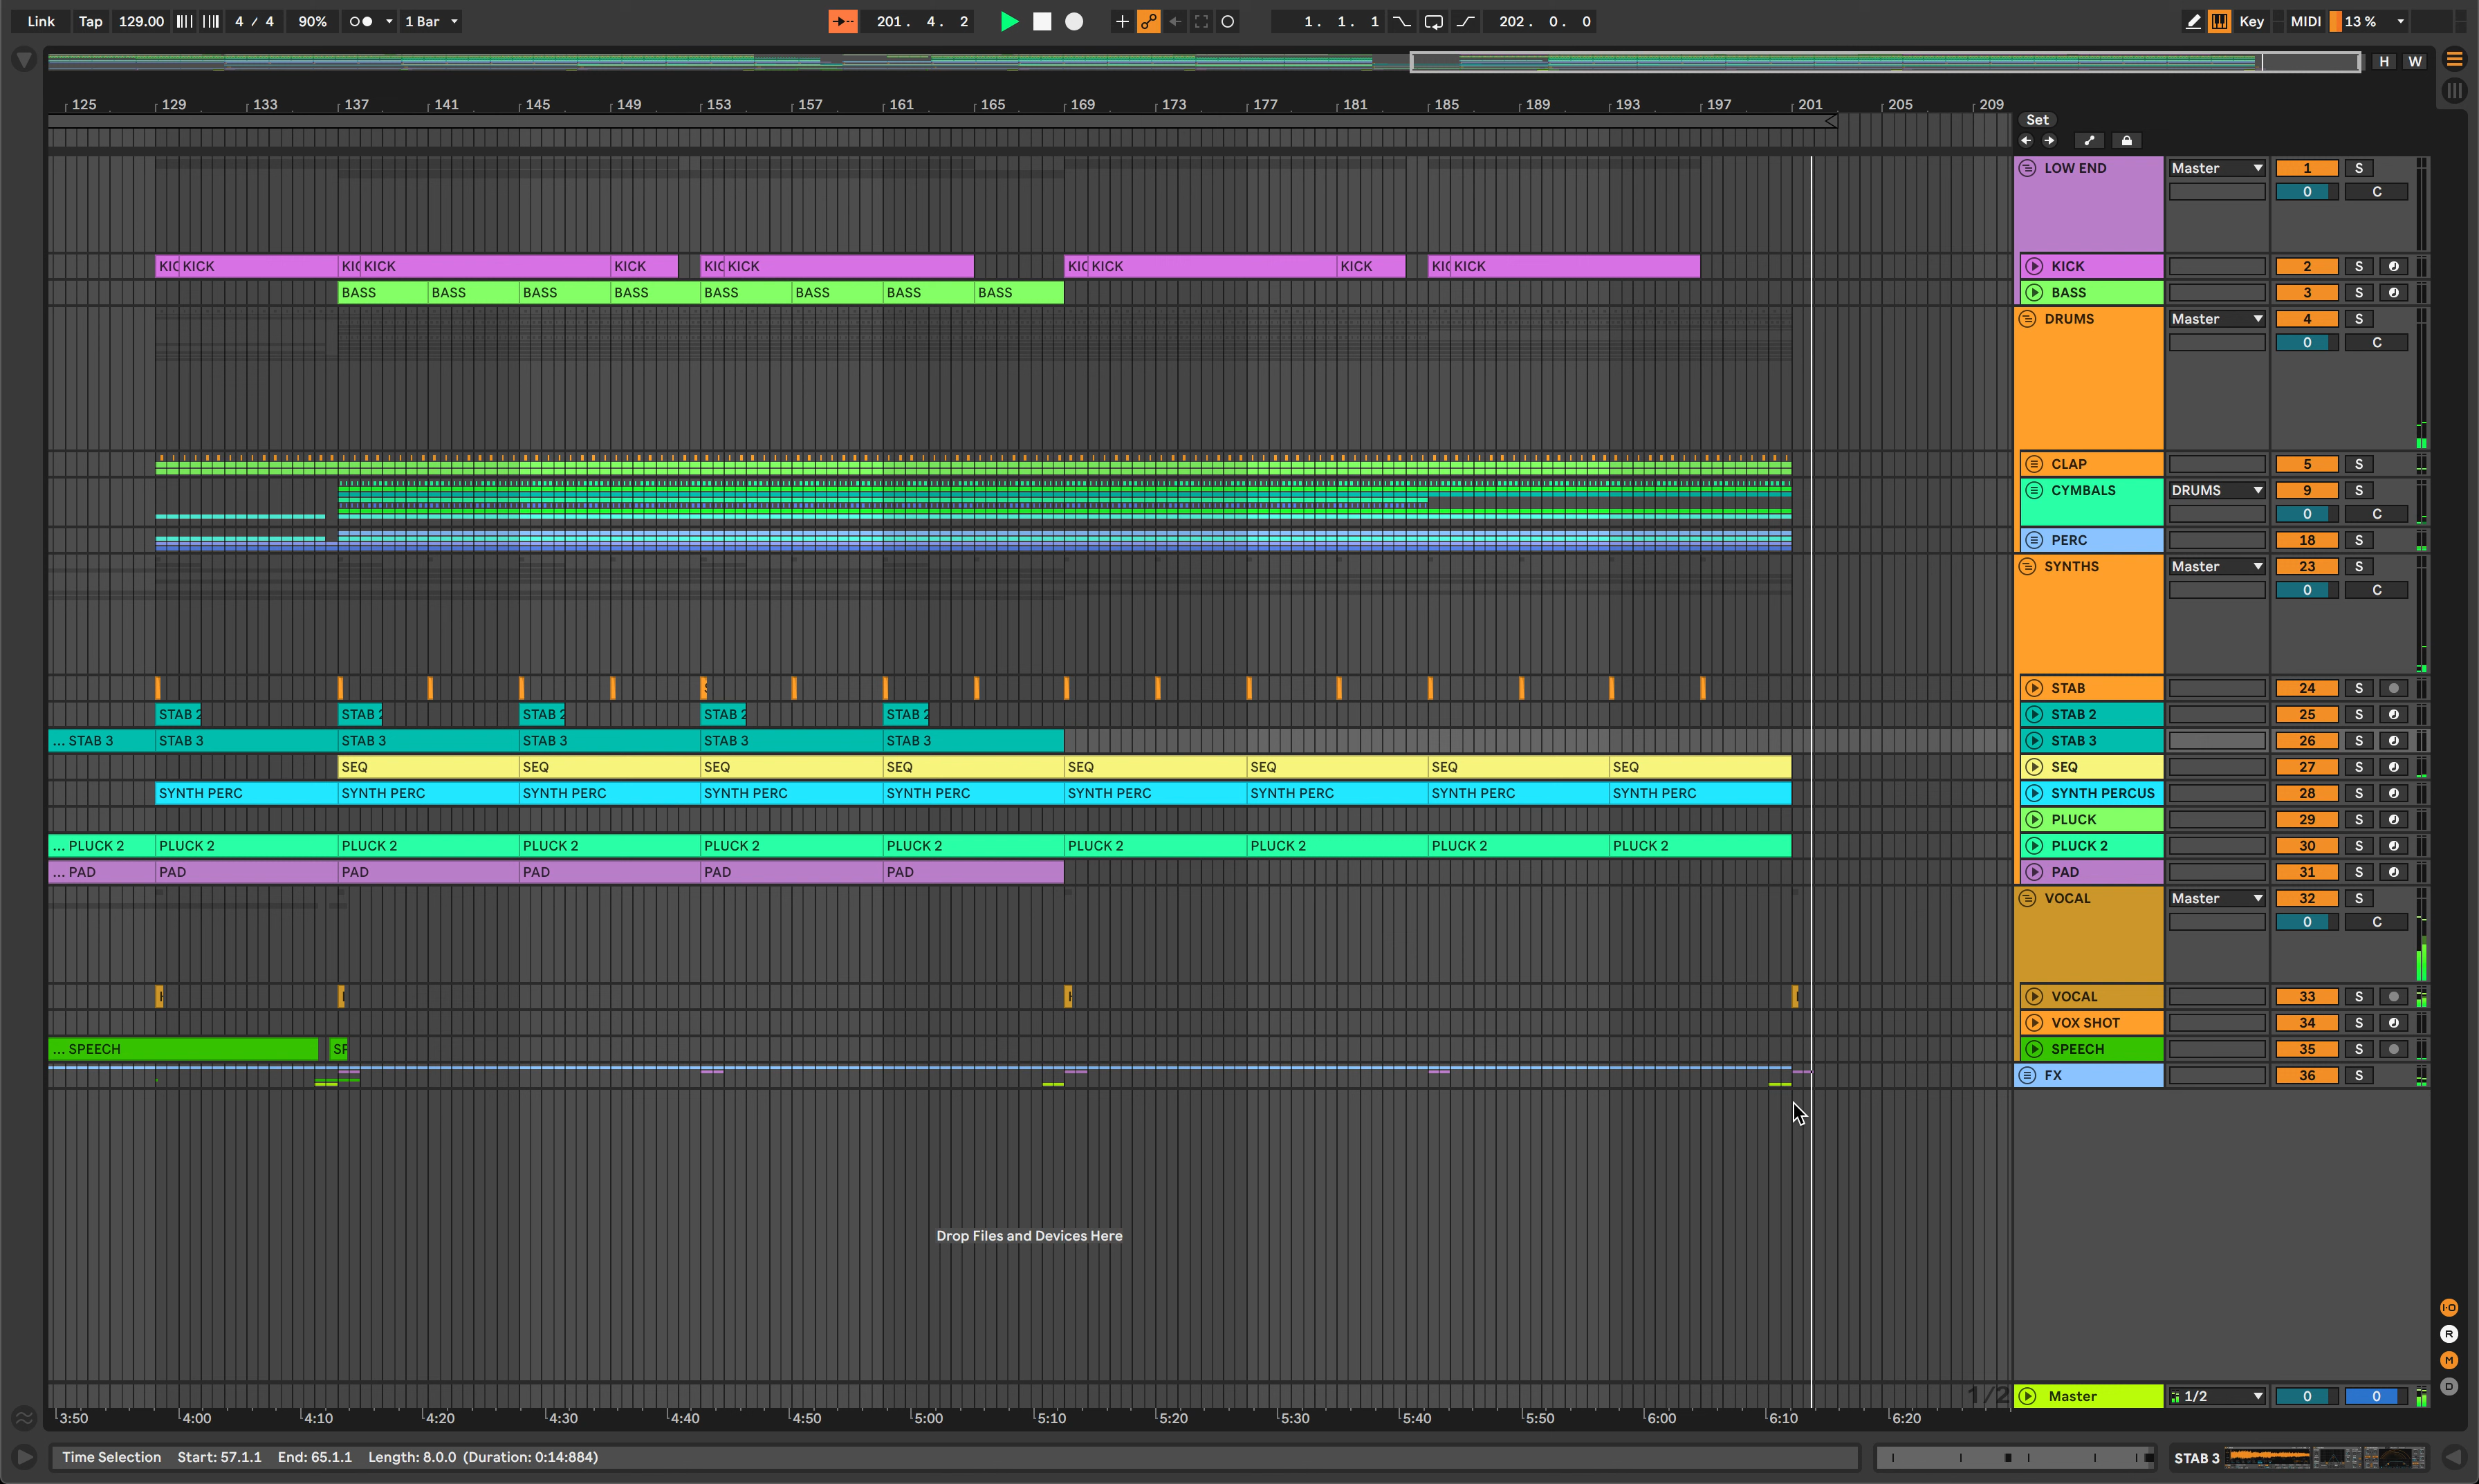 Link Tap 129.00 4 / 4 90% 1 Bar 201. 4. 2 1. 1. 1 202. 0. 0 Key MIDI 13 %
H W
125 129 133 137 141 145 149 153 157 161 165 169 173 177 181 185 189 193 197 201 205 209
Set
LOW END Master 1 S
0 C
KIC KICK KIC KICK KICK KIC KICK KIC KICK KICK KIC KICK KICK 2 S
BASS BASS BASS BASS BASS BASS BASS BASS BASS 3 S
DRUMS Master 4 S
0 C
CLAP 5 S
CYMBALS DRUMS 9 S
0 C
PERC 18 S
SYNTHS Master 23 S
0 C
STAB 24 S
STAB 2 STAB 2 STAB 2 STAB 2 STAB 2 STAB 2 25 S
... STAB 3 STAB 3 STAB 3 STAB 3 STAB 3 STAB 3 STAB 3 26 S
SEQ SEQ SEQ SEQ SEQ SEQ SEQ SEQ SEQ 27 S
SYNTH PERC SYNTH PERC SYNTH PERC SYNTH PERC SYNTH PERC SYNTH PERC SYNTH PERC SYNTH PERC SYNTH PERC SYNTH PERCUS 28 S
PLUCK 29 S
... PLUCK 2 PLUCK 2 PLUCK 2 PLUCK 2 PLUCK 2 PLUCK 2 PLUCK 2 PLUCK 2 PLUCK 2 PLUCK 2 PLUCK 2 30 S
... PAD PAD PAD PAD PAD PAD PAD 31 S
VOCAL Master 32 S
0 C
VOCAL 33 S
VOX SHOT 34 S
... SPEECH SP SPEECH 35 S
FX 36 S
Drop Files and Devices Here
I·O
R
M
D
1/2 Master 1/2 0 0
3:50 4:00 4:10 4:20 4:30 4:40 4:50 5:00 5:10 5:20 5:30 5:40 5:50 6:00 6:10 6:20
Time Selection Start: 57.1.1 End: 65.1.1 Length: 8.0.0 (Duration: 0:14:884) STAB 3